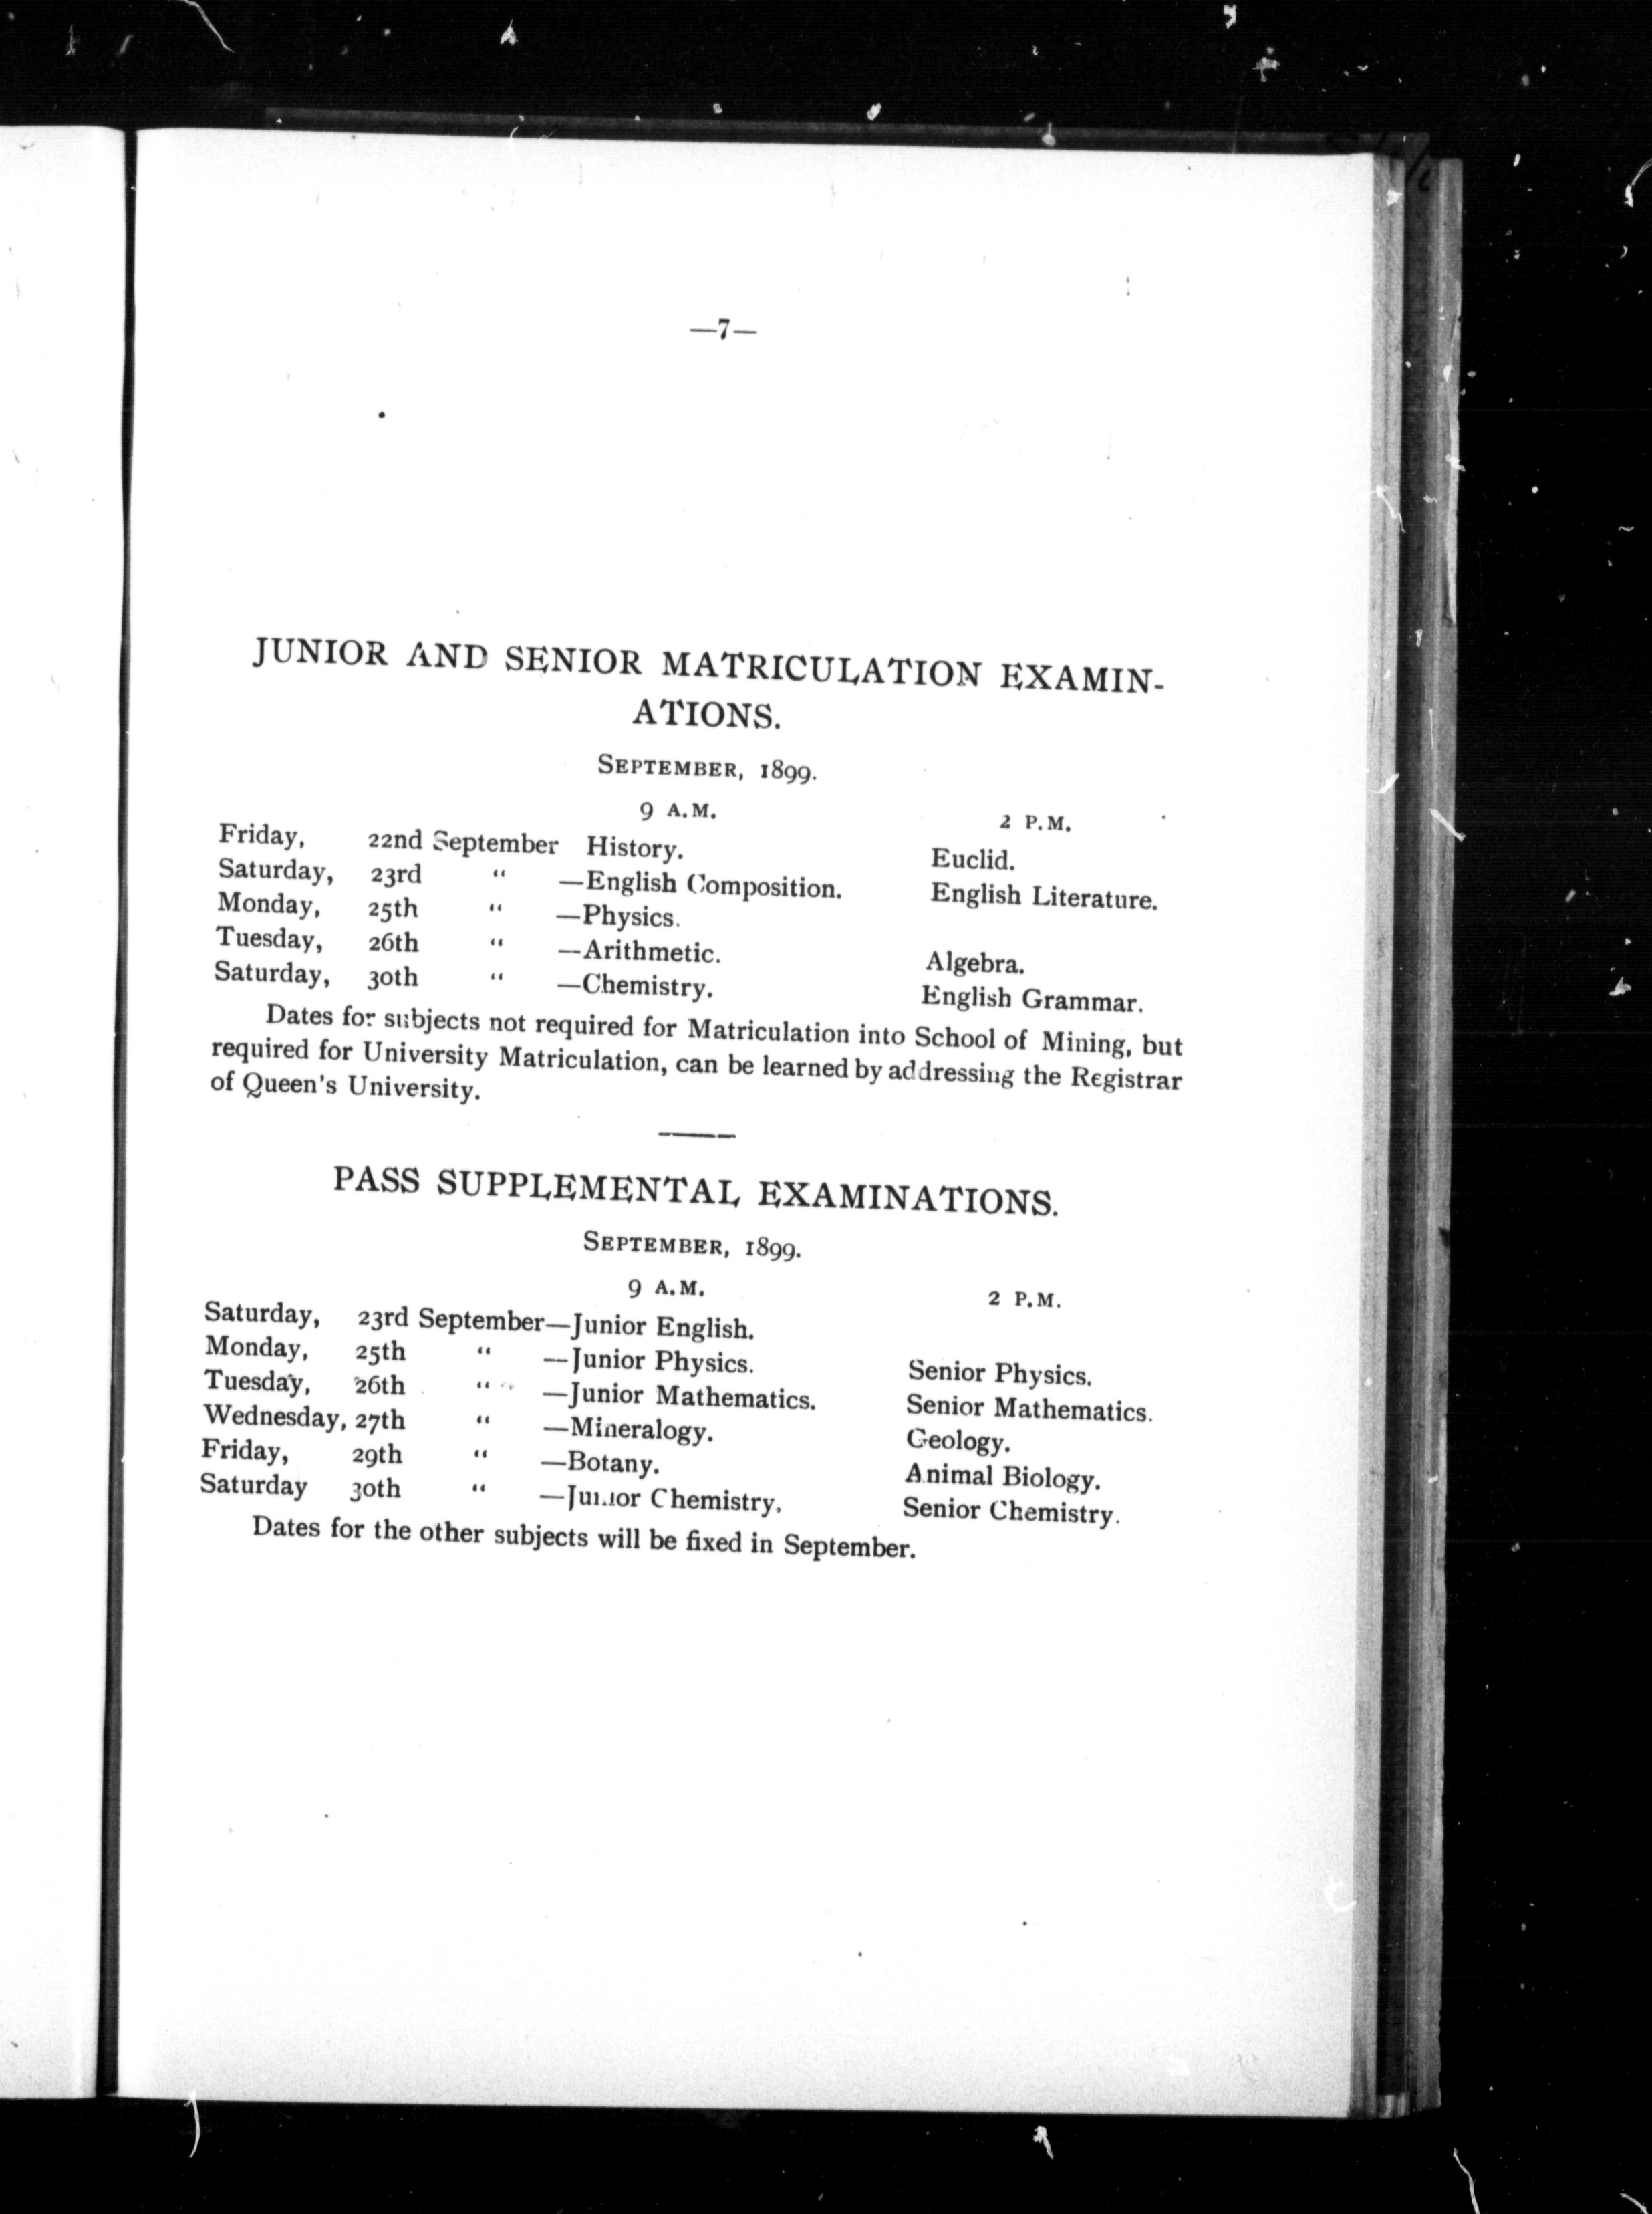 —7—
JUNIOR AND SENIOR MATRICULATION EXAMIN-
ATIONS.
SEPTEMBER, 1899.
9 A.M. 2 P.M.
Friday, 22nd September History. Euclid.
Saturday, 23rd “ —English Composition. English Literature.
Monday, 25th “ —Physics.
Tuesday, 26th “ —Arithmetic. Algebra.
Saturday, 30th “ —Chemistry. English Grammar.
Dates for subjects not required for Matriculation into School of Mining, but
required for University Matriculation, can be learned by addressing the Registrar
of Queen's University.
PASS SUPPLEMENTAL EXAMINATIONS.
SEPTEMBER, 1899.
9 A.M. 2 P.M.
Saturday, 23rd September—Junior English.
Monday, 25th “ —Junior Physics. Senior Physics.
Tuesday, 26th “ —Junior Mathematics. Senior Mathematics.
Wednesday, 27th “ —Mineralogy. Geology.
Friday, 29th “ —Botany. Animal Biology.
Saturday 30th “ —Junior Chemistry. Senior Chemistry.
Dates for the other subjects will be fixed in September.